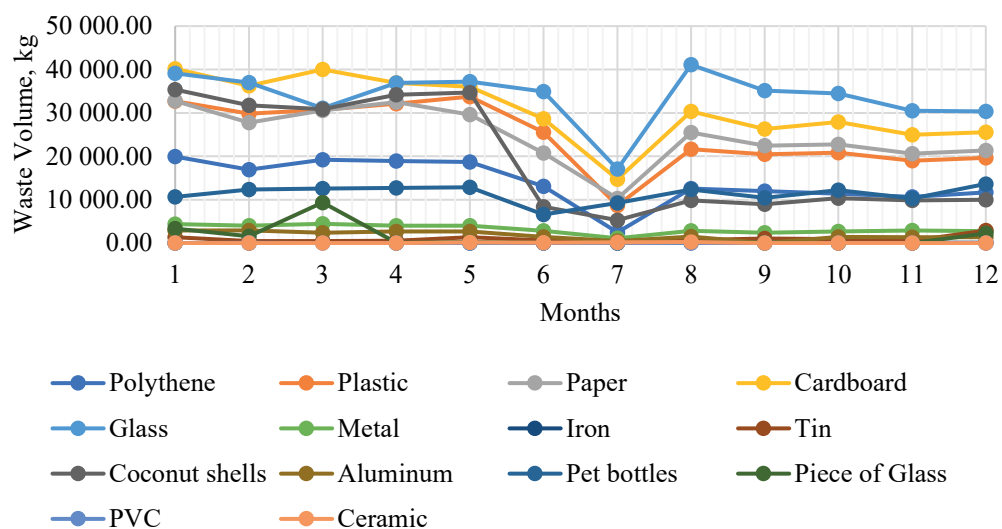 50 000.00
40 000.00
30 000.00
20 000.00
10 000.00
0.00
Waste Volume, kg
1 2 3 4 5 6 7 8 9 10 11 12
Months
Polythene Plastic Paper Cardboard
Glass Metal Iron Tin
Coconut shells Aluminum Pet bottles Piece of Glass
PVC Ceramic